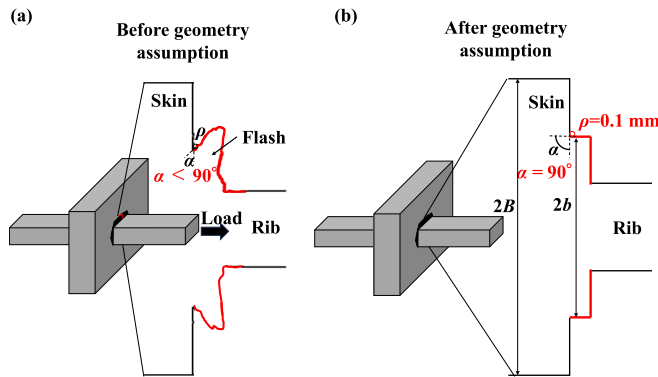 (a)
Before geometry
assumption
Skin
ρ
Flash
α
α < 90°
Load
Rib
(b)
After geometry
assumption
Skin
ρ=0.1 mm
α
α = 90°
2B
2b
Rib